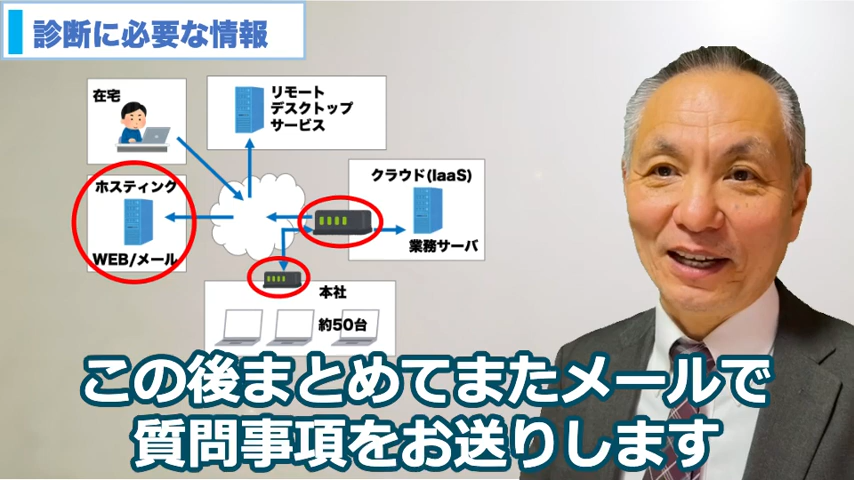 診断に必要な情報
在宅
リモート
デスクトップ
サービス
ホスティング
WEB/メール
クラウド(IaaS)
業務サーバ
本社
約50台
この後まとめてまたメールで
質問事項をお送りします